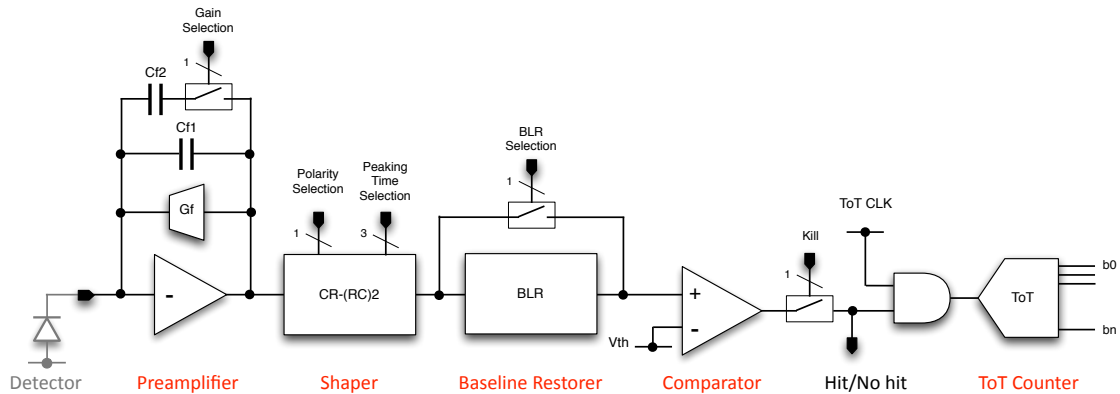 Gain
Selection
1
Cf2
Cf1
Gf
-
Polarity
Selection
1
Peaking
Time
Selection
3
CR-(RC)2
BLR
Selection
1
BLR
+
-
Vth
Kill
1
ToT CLK
ToT
b0
bn
Detector
Preamplifier
Shaper
Baseline Restorer
Comparator
Hit/No hit
ToT Counter